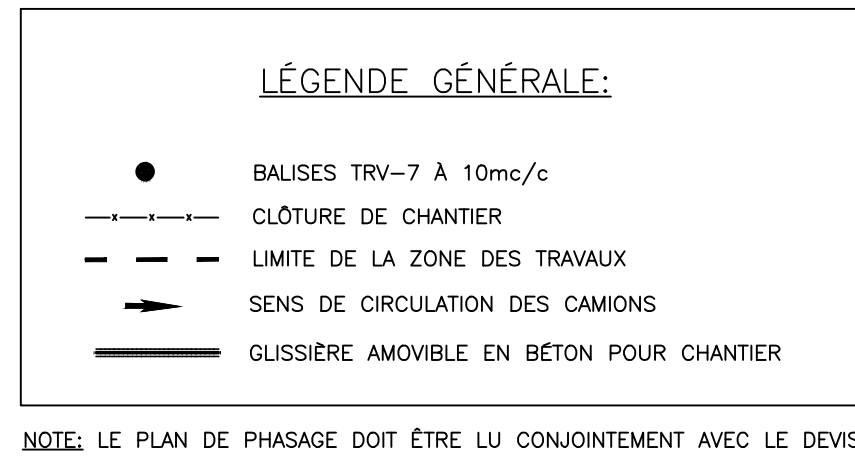 LÉGENDE GÉNÉRALE:
BALISES TRV-7 À 10mc/c
CLÔTURE DE CHANTIER
LIMITE DE LA ZONE DES TRAVAUX
SENS DE CIRCULATION DES CAMIONS
GLISSIÈRE AMOVIBLE EN BÉTON POUR CHANTIER
NOTE: LE PLAN DE PHASAGE DOIT ÊTRE LU CONJOINTEMENT AVEC LE DEVIS